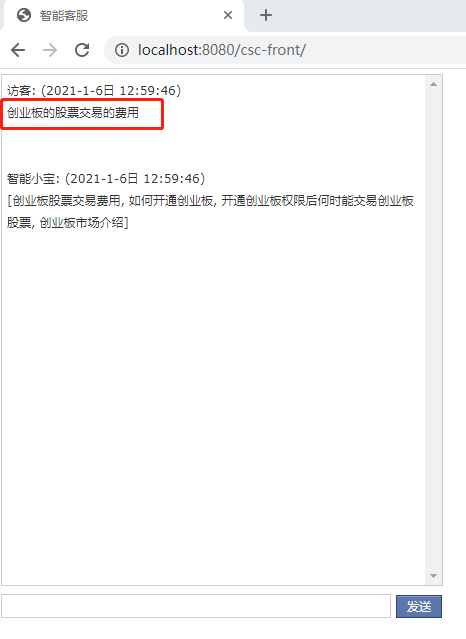 智能客服
localhost:8080/csc-front/
访客: (2021-1-6日 12:59:46)
创业板的股票交易的费用
智能小宝: (2021-1-6日 12:59:46)
[创业板股票交易费用, 如何开通创业板, 开通创业板权限后何时能交易创业板
股票, 创业板市场介绍]
发送